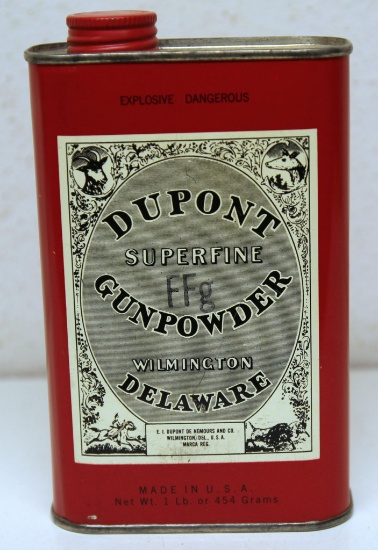 EXPLOSIVE DANGEROUS
DUPONT
SUPERFINE
FFg
GUNPOWDER
WILMINGTON
DELAWARE
E. I. DUPONT DE NEMOURS AND CO.
WILMINGTON, DEL., U. S. A.
MARCA REG.
MADE IN U. S. A.
Net Wt. 1 Lb. or 454 Grams